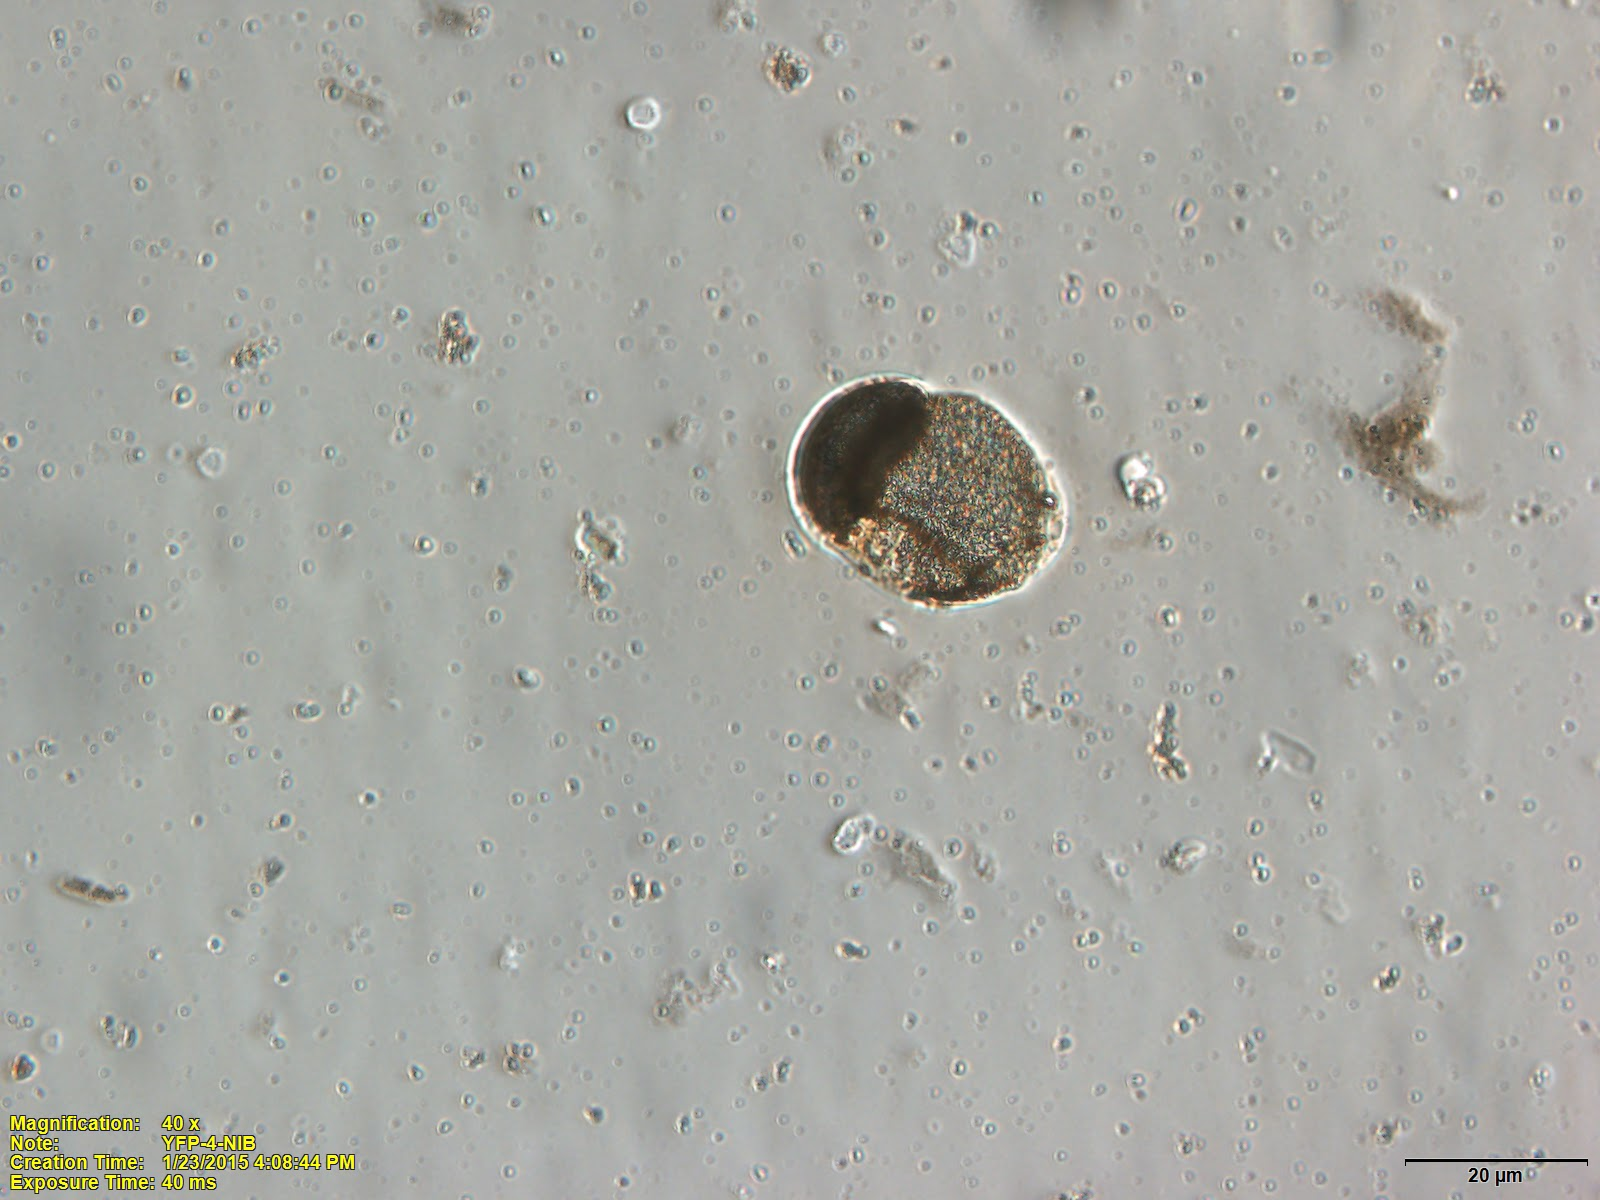 Magnification: 40 x
Note: YFP-4-NIB
Creation Time: 1/23/2015 4:08:44 PM
Exposure Time: 40 ms
20 µm